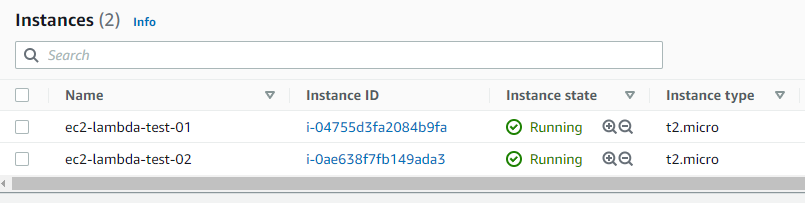 Instances (2) Info
Search
Name Instance ID Instance state Instance type
ec2-lambda-test-01 i-04755d3fa2084b9fa Running t2.micro
ec2-lambda-test-02 i-0ae638f7fb149ada3 Running t2.micro